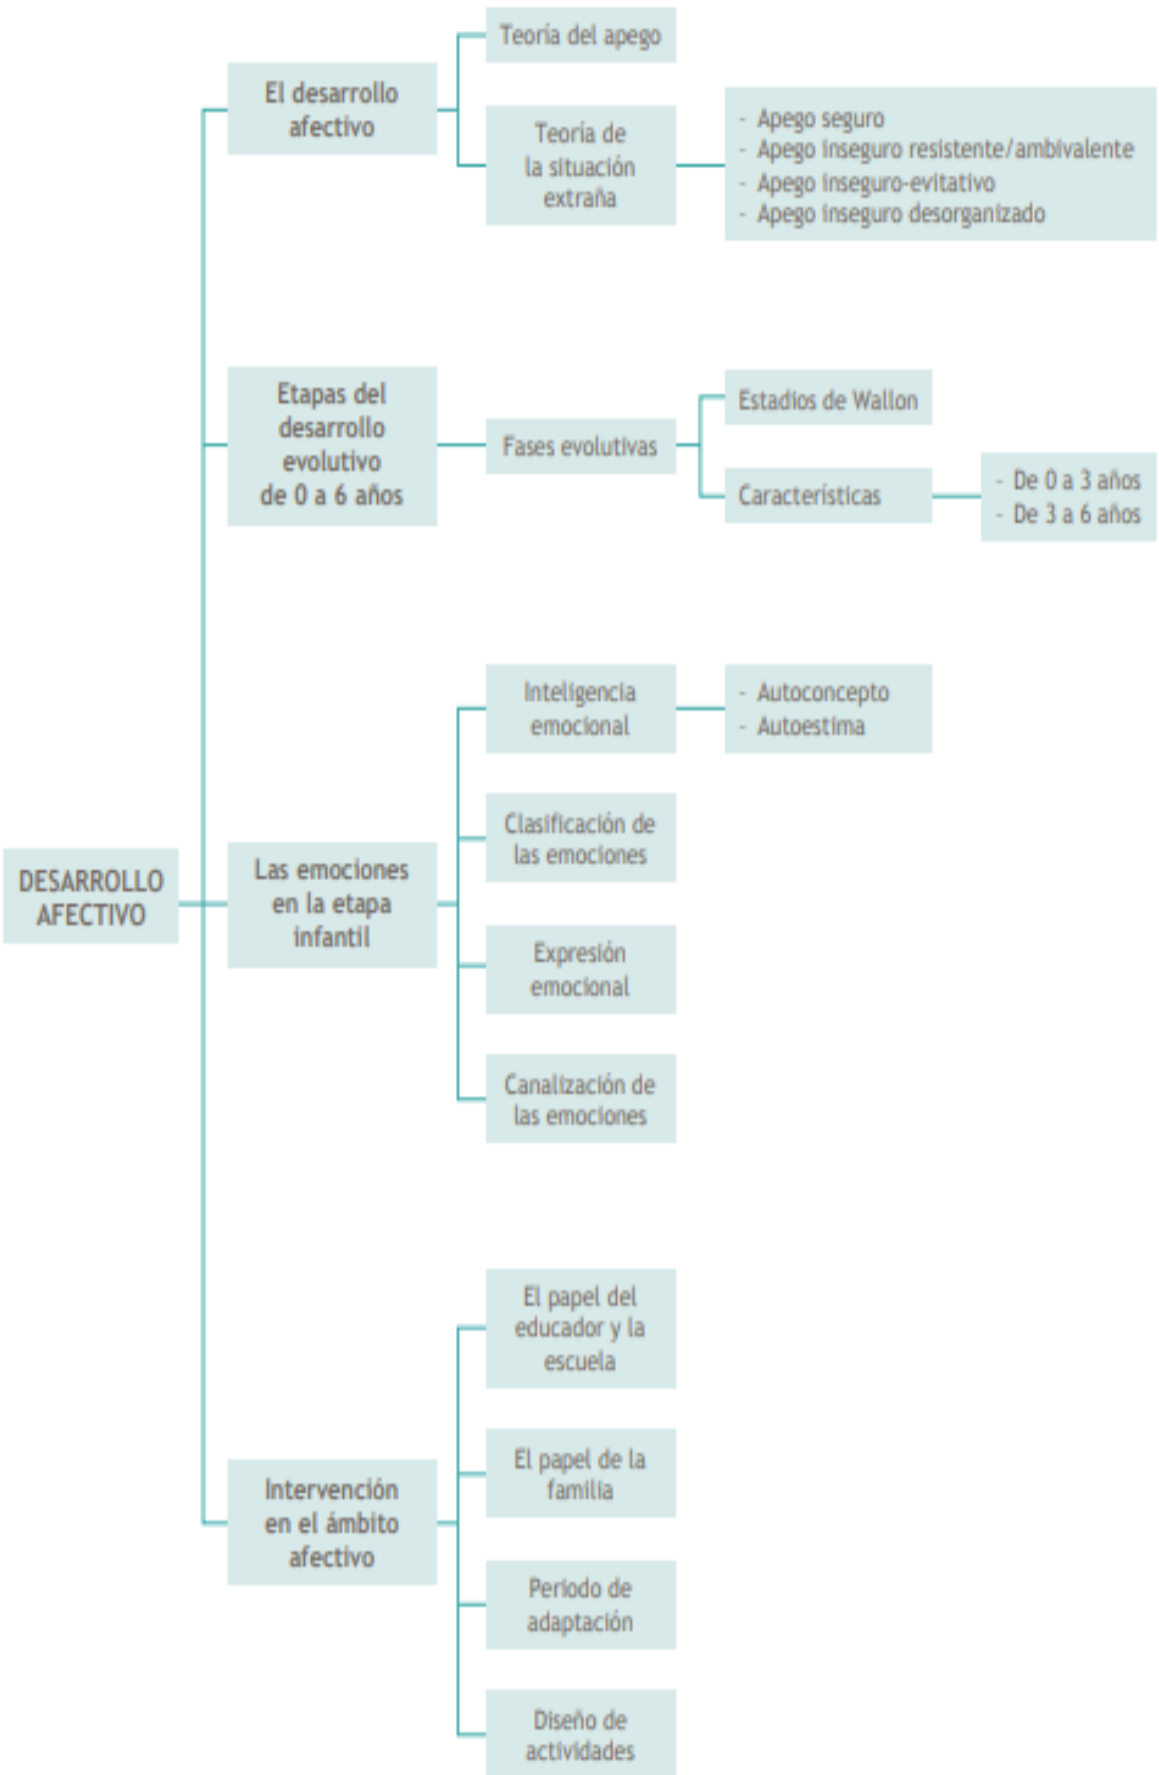 Teoría del apego
El desarrollo
afectivo
Teoría de
la situación
extraña
- Apego seguro
- Apego inseguro resistente/ambivalente
- Apego inseguro-evitativo
- Apego inseguro desorganizado
Etapas del
desarrollo
evolutivo
de 0 a 6 años
Fases evolutivas
Estadios de Wallon
Características
- De 0 a 3 años
- De 3 a 6 años
DESARROLLO
AFECTIVO
Las emociones
en la etapa
infantil
Inteligencia
emocional
- Autoconcepto
- Autoestima
Clasificación de
las emociones
Expresión
emocional
Canalización de
las emociones
Intervención
en el ámbito
afectivo
El papel del
educador y la
escuela
El papel de la
familia
Periodo de
adaptación
Diseño de
actividades